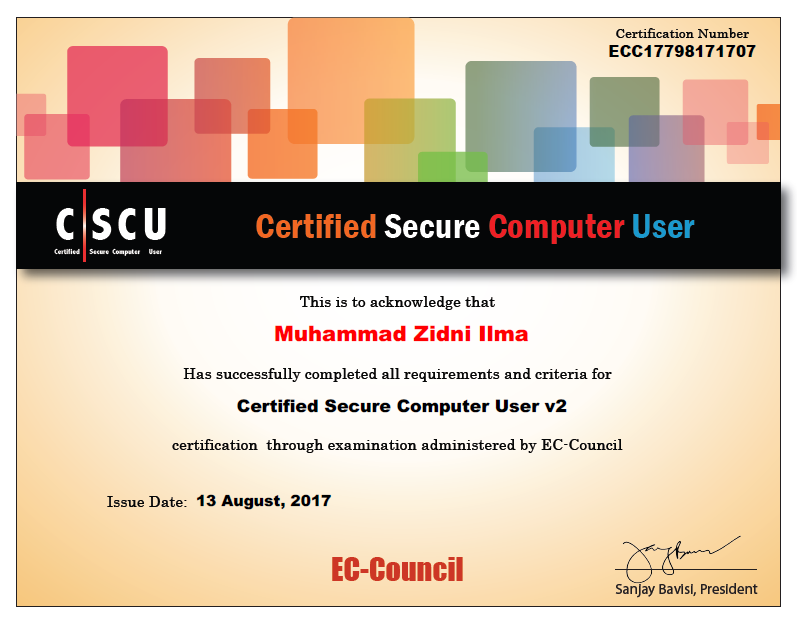 Certification Number
ECC17798171707
CSCU
Certified Secure Computer User
Certified Secure Computer User
This is to acknowledge that
Muhammad Zidni Ilma
Has successfully completed all requirements and criteria for
Certified Secure Computer User v2
certification through examination administered by EC-Council
Issue Date: 13 August, 2017
EC-Council
Sanjay Bavisi, President